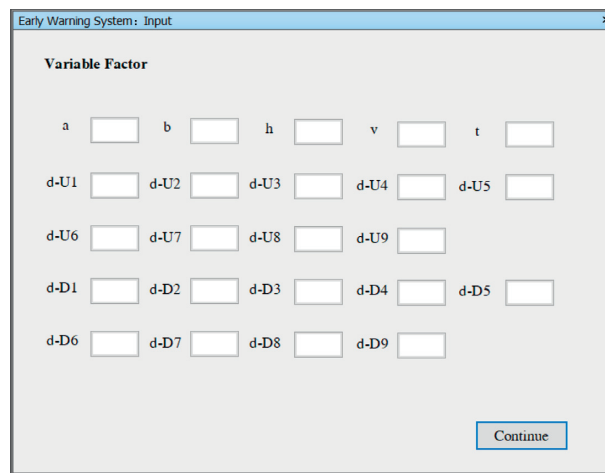 Early Warning System: Input
Variable Factor
a b h v t
d-U1 d-U2 d-U3 d-U4 d-U5
d-U6 d-U7 d-U8 d-U9
d-D1 d-D2 d-D3 d-D4 d-D5
d-D6 d-D7 d-D8 d-D9
Continue